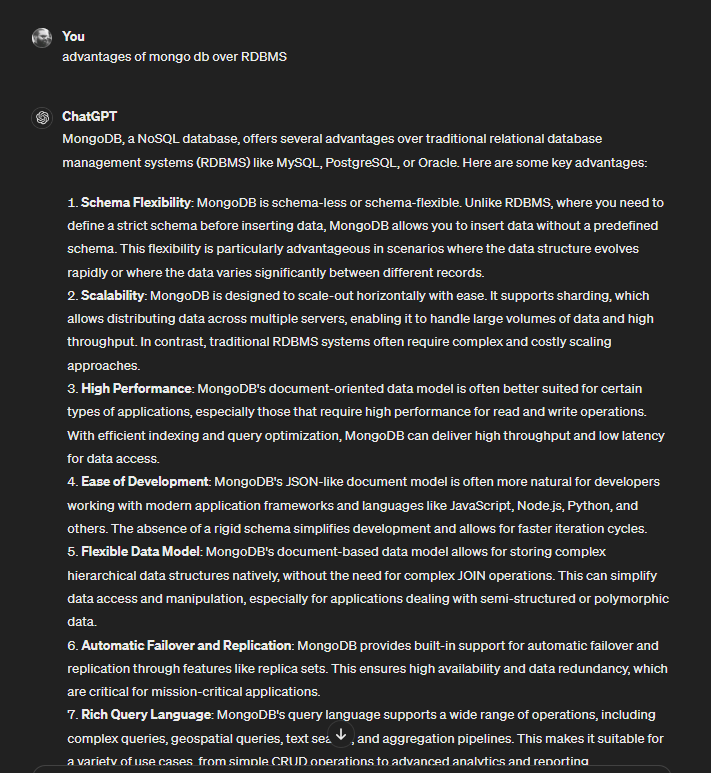 You
advantages of mongo db over RDBMS
ChatGPT
MongoDB, a NoSQL database, offers several advantages over traditional relational database
management systems (RDBMS) like MySQL, PostgreSQL, or Oracle. Here are some key advantages:
1. Schema Flexibility: MongoDB is schema-less or schema-flexible. Unlike RDBMS, where you need to
define a strict schema before inserting data, MongoDB allows you to insert data without a predefined
schema. This flexibility is particularly advantageous in scenarios where the data structure evolves
rapidly or where the data varies significantly between different records.
2. Scalability: MongoDB is designed to scale-out horizontally with ease. It supports sharding, which
allows distributing data across multiple servers, enabling it to handle large volumes of data and high
throughput. In contrast, traditional RDBMS systems often require complex and costly scaling
approaches.
3. High Performance: MongoDB's document-oriented data model is often better suited for certain
types of applications, especially those that require high performance for read and write operations.
With efficient indexing and query optimization, MongoDB can deliver high throughput and low latency
for data access.
4. Ease of Development: MongoDB's JSON-like document model is often more natural for developers
working with modern application frameworks and languages like JavaScript, Node.js, Python, and
others. The absence of a rigid schema simplifies development and allows for faster iteration cycles.
5. Flexible Data Model: MongoDB's document-based data model allows for storing complex
hierarchical data structures natively, without the need for complex JOIN operations. This can simplify
data access and manipulation, especially for applications dealing with semi-structured or polymorphic
data.
6. Automatic Failover and Replication: MongoDB provides built-in support for automatic failover and
replication through features like replica sets. This ensures high availability and data redundancy, which
are critical for mission-critical applications.
7. Rich Query Language: MongoDB's query language supports a wide range of operations, including
complex queries, geospatial queries, text , and aggregation pipelines. This makes it suitable for
a variety of use cases, from simple CRUD operations to advanced analytics and reporting